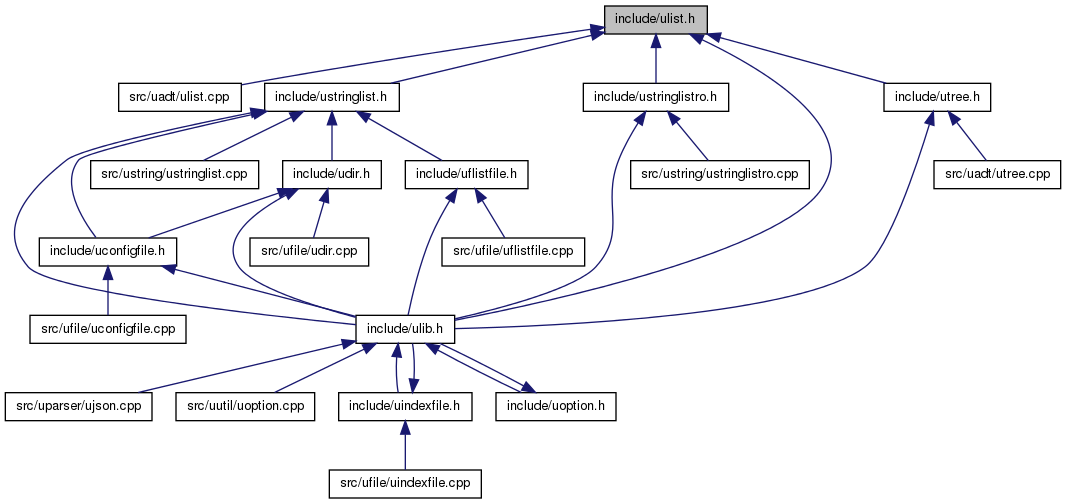 include/ulist.h
src/uadt/ulist.cpp
include/ustringlist.h
include/ustringlistro.h
include/utree.h
src/ustring/ustringlist.cpp
include/udir.h
include/uflistfile.h
src/ustring/ustringlistro.cpp
src/uadt/utree.cpp
include/uconfigfile.h
src/ufile/udir.cpp
src/ufile/uflistfile.cpp
src/ufile/uconfigfile.cpp
include/ulib.h
src/uparser/ujson.cpp
src/uutil/uoption.cpp
include/uindexfile.h
include/uoption.h
src/ufile/uindexfile.cpp